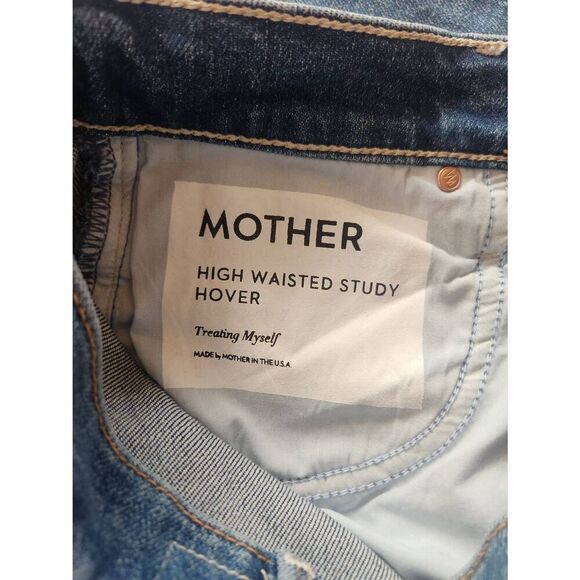 MOTHER
HIGH WAISTED STUDY
HOVER
Treating Myself
MADE by MOTHER IN THE U.S.A.